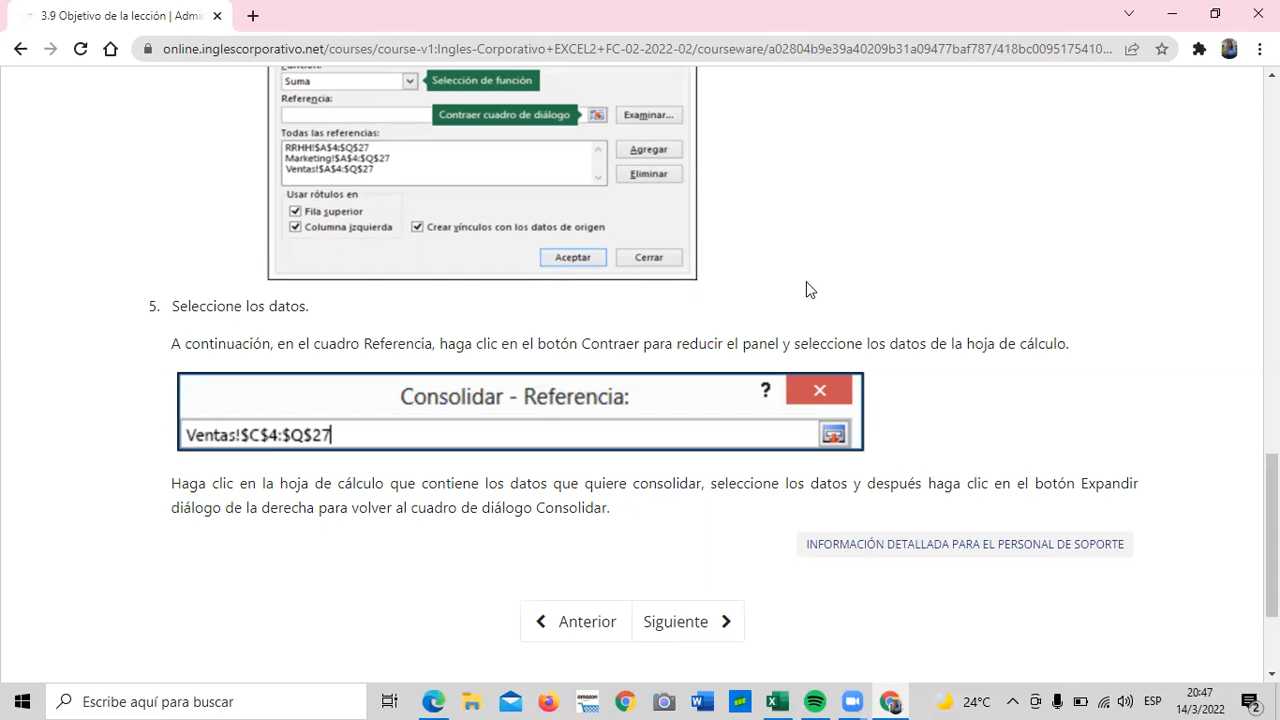 3.9 Objetivo de la lección | Admi
online.inglescorporativo.net/courses/course-v1:Ingles-Corporativo+EXCEL2+FC-02-2022-02/courseware/a02804b9e39a40209b31a09477baf787/418bc0095175410...
Función:
Suma
Selección de función
Referencia:
Contraer cuadro de diálogo
Examinar...
Todas las referencias:
RRHH!$A$4:$Q$27
Marketing!$A$4:$Q$27
Ventas!$A$4:$Q$27
Agregar
Eliminar
Usar rótulos en
Fila superior
Columna izquierda
Crear vínculos con los datos de origen
Aceptar
Cerrar
5. Seleccione los datos.
A continuación, en el cuadro Referencia, haga clic en el botón Contraer para reducir el panel y seleccione los datos de la hoja de cálculo.
Consolidar - Referencia:
?
Ventas!$C$4:$Q$27
Haga clic en la hoja de cálculo que contiene los datos que quiere consolidar, seleccione los datos y después haga clic en el botón Expandir
diálogo de la derecha para volver al cuadro de diálogo Consolidar.
INFORMACIÓN DETALLADA PARA EL PERSONAL DE SOPORTE
Anterior
Siguiente
Escribe aquí para buscar
amazon
24°C
ESP
20:47
14/3/2022
2